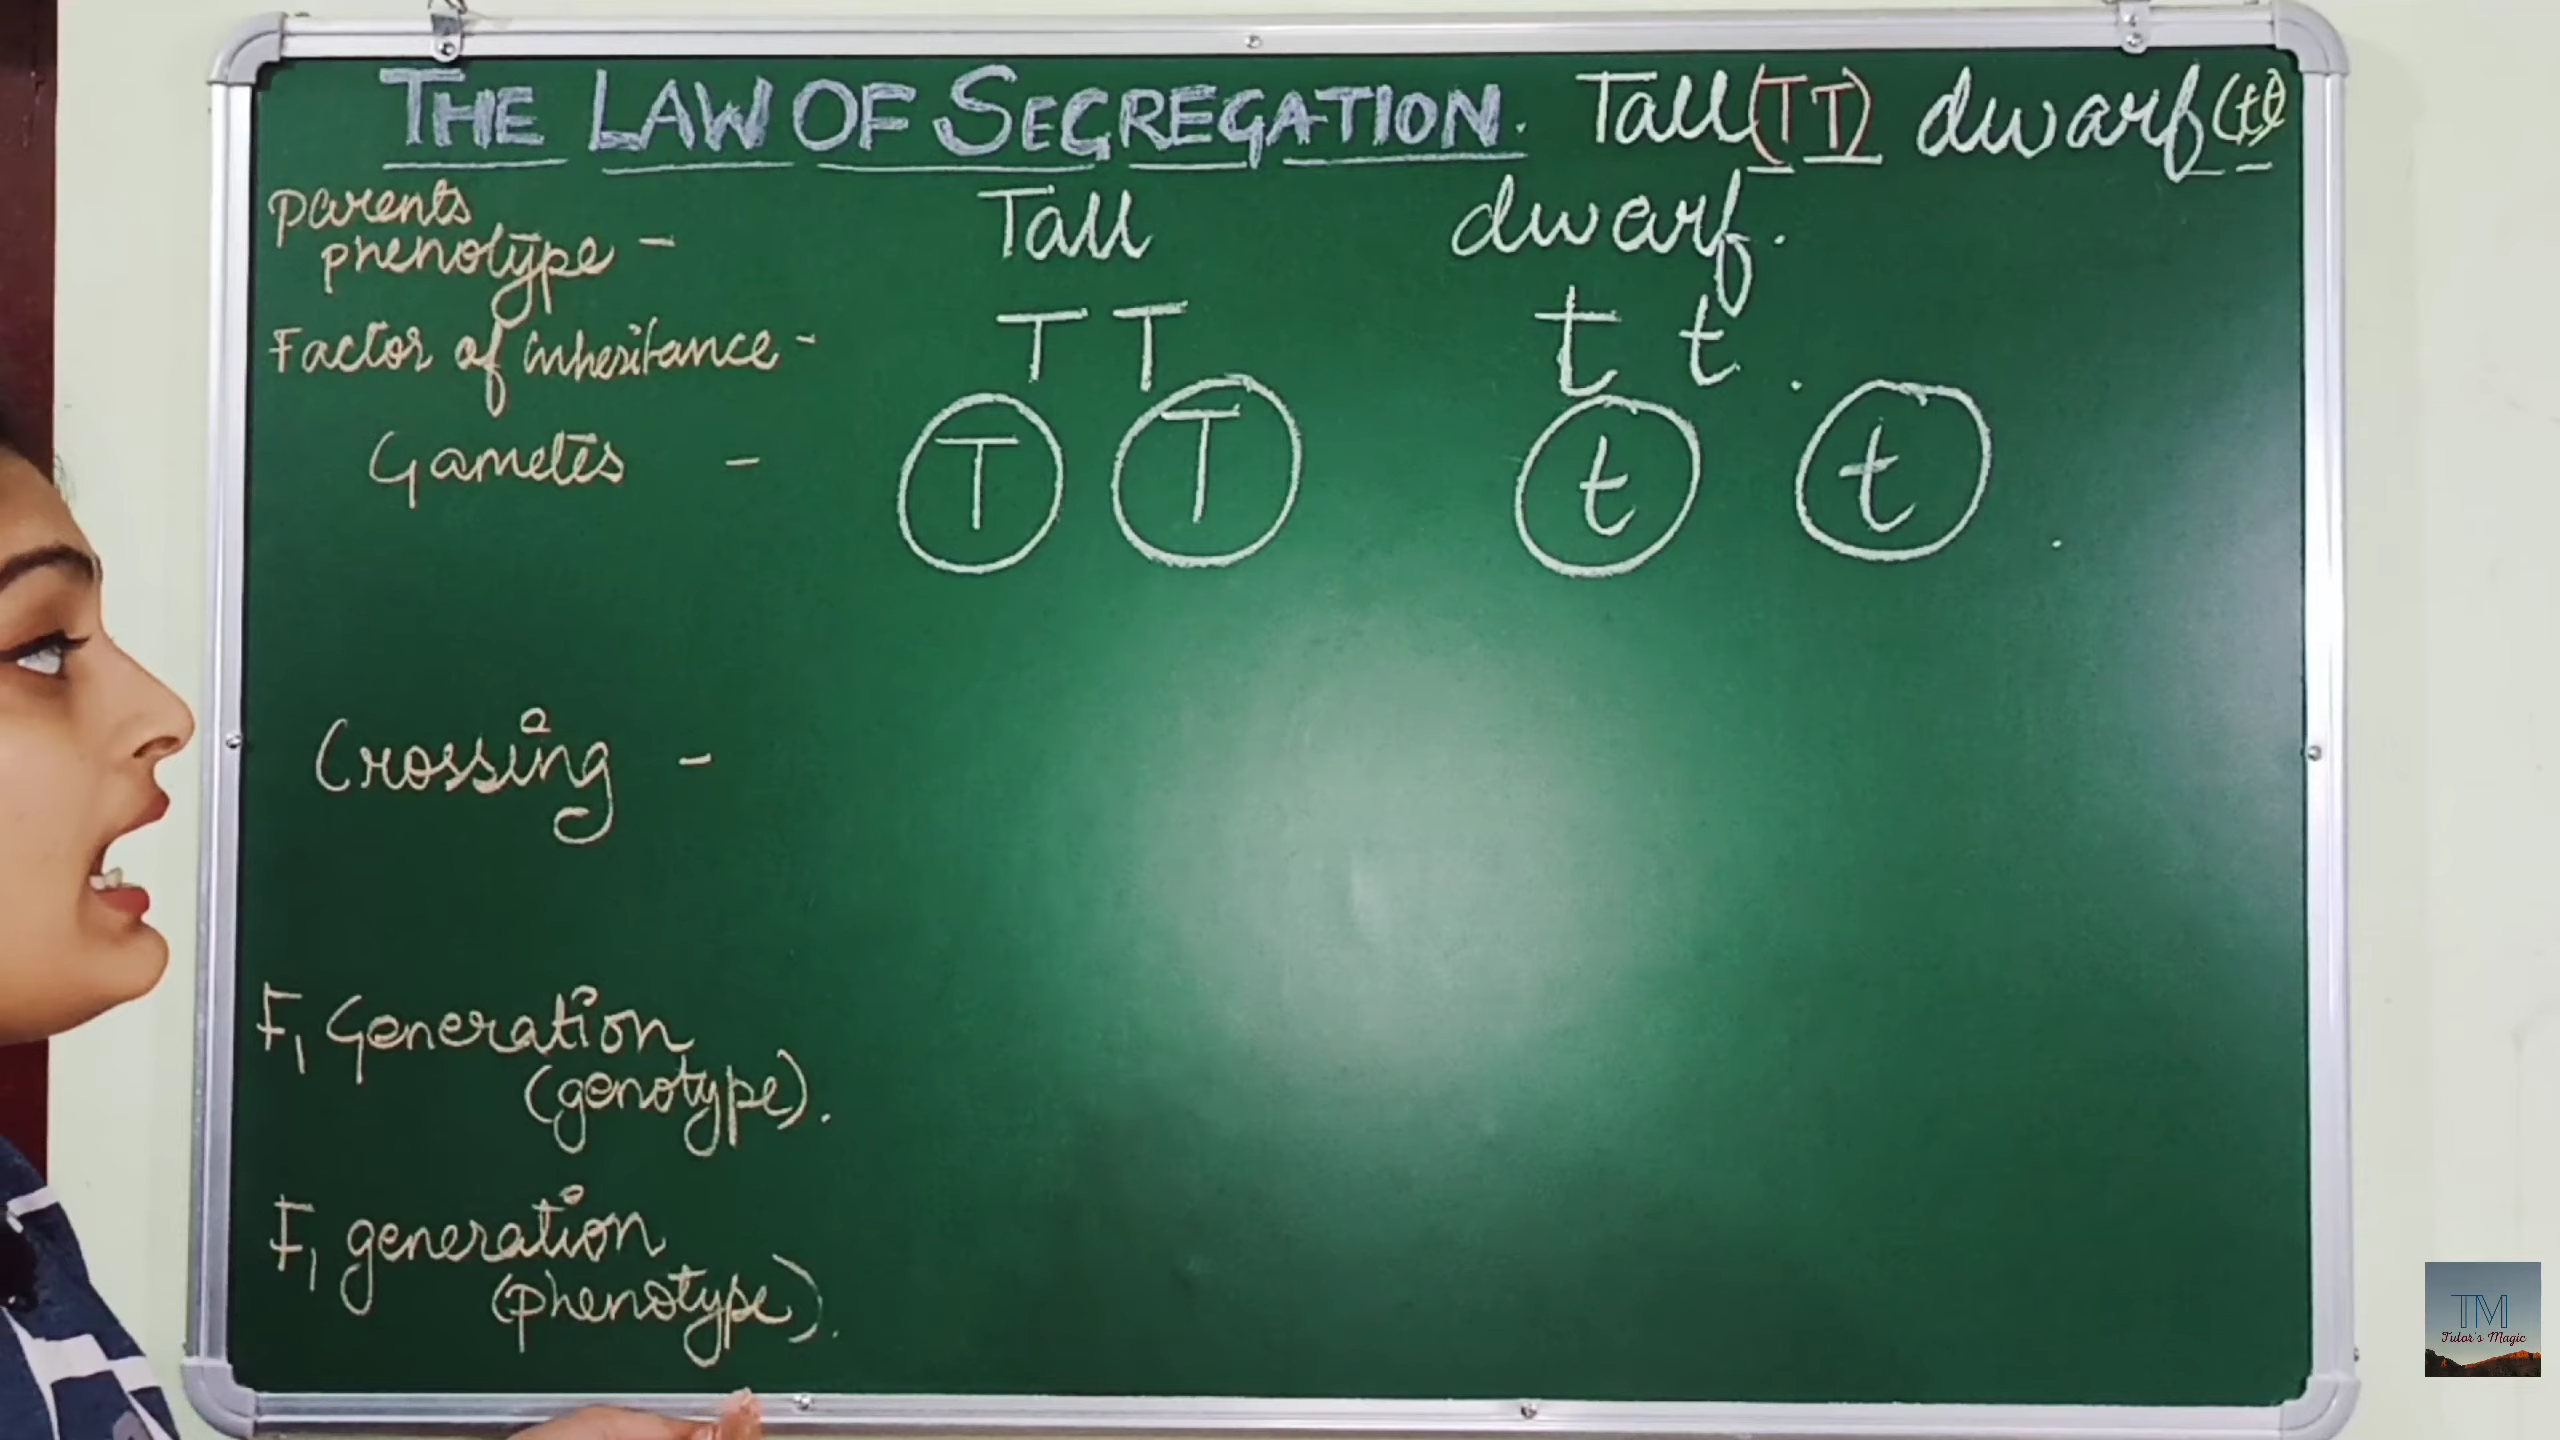 THE LAW OF SEGREGATION. Tall (TT) dwarf (tt)
Parents Tall dwarf.
phenotype -
Factor of inheritance - T T t t .
Gametes - T T t t .
Crossing -
F1 Generation
(genotype).
F1 generation
(phenotype).
TM
Tutor's Magic